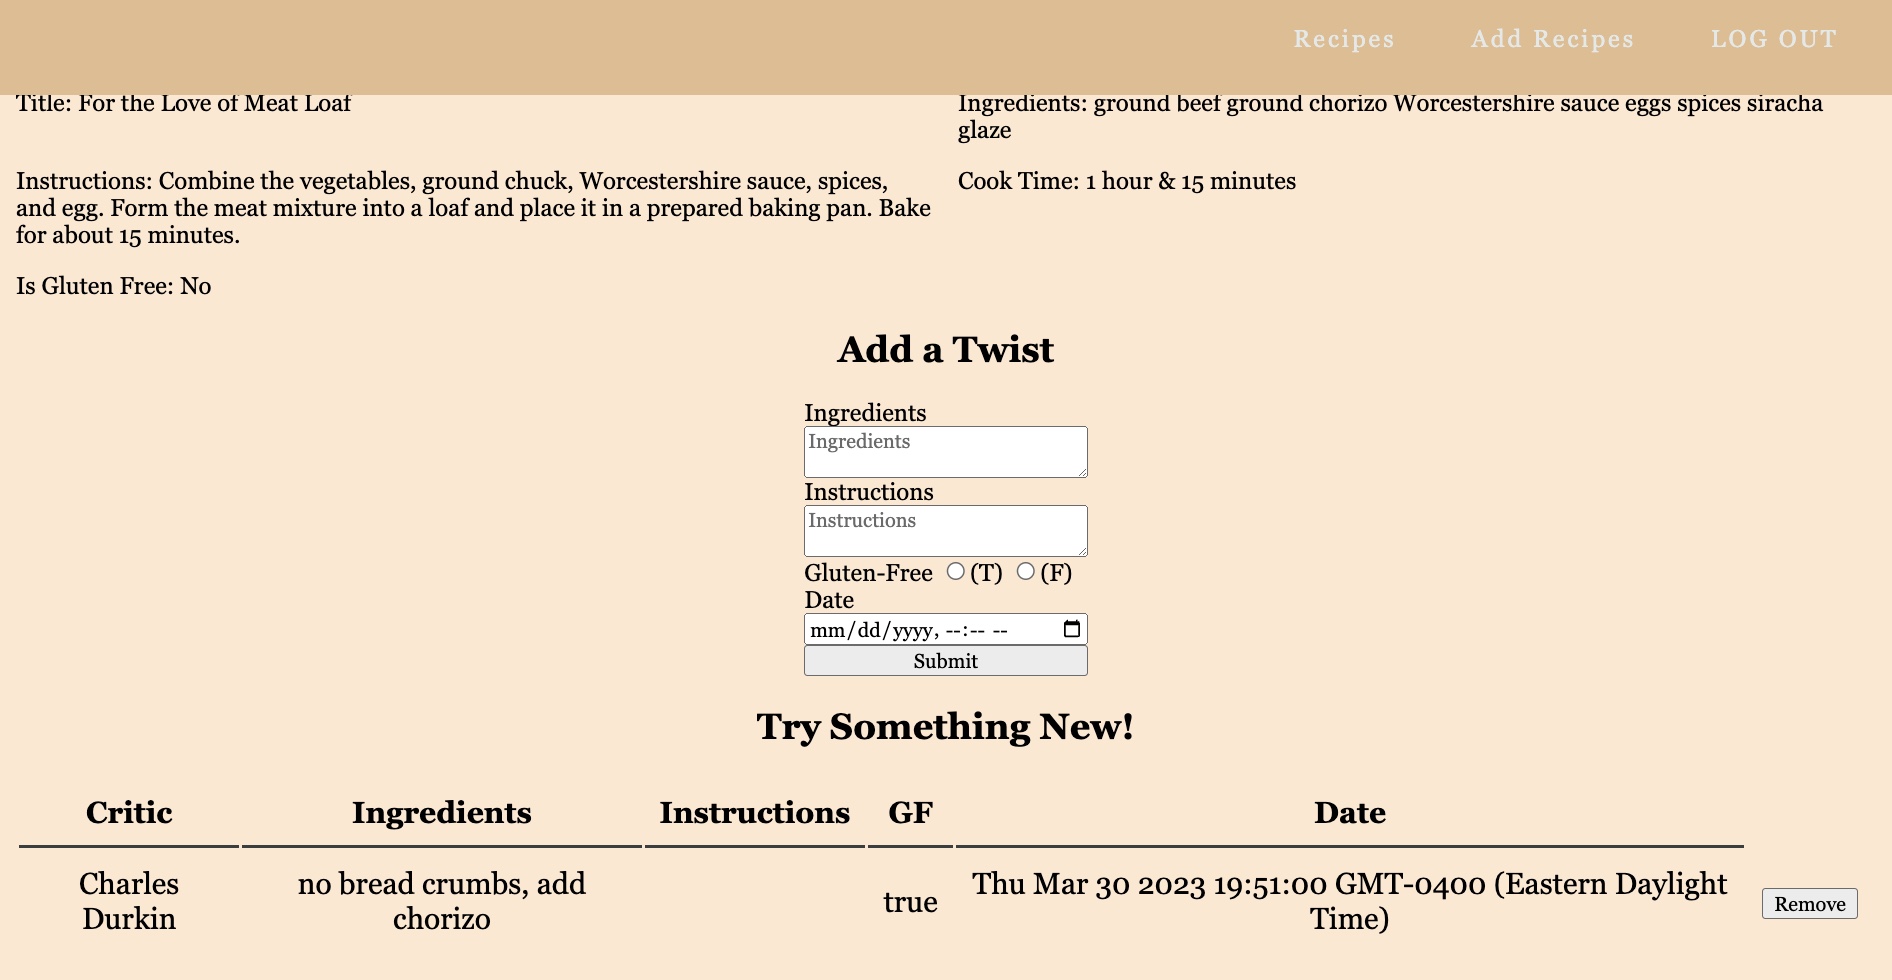 Recipes
Add Recipes
LOG OUT
Title: For the Love of Meat Loaf
Ingredients: ground beef ground chorizo Worcestershire sauce eggs spices siracha
glaze
Instructions: Combine the vegetables, ground chuck, Worcestershire sauce, spices,
and egg. Form the meat mixture into a loaf and place it in a prepared baking pan. Bake
for about 15 minutes.
Cook Time: 1 hour & 15 minutes
Is Gluten Free: No
Add a Twist
Ingredients
Ingredients
Instructions
Instructions
Gluten-Free (T) (F)
Date
mm/dd/yyyy, --:-- --
Submit
Try Something New!
Critic Ingredients Instructions GF Date
Charles
Durkin
no bread crumbs, add
chorizo
true
Thu Mar 30 2023 19:51:00 GMT-0400 (Eastern Daylight
Time)
Remove